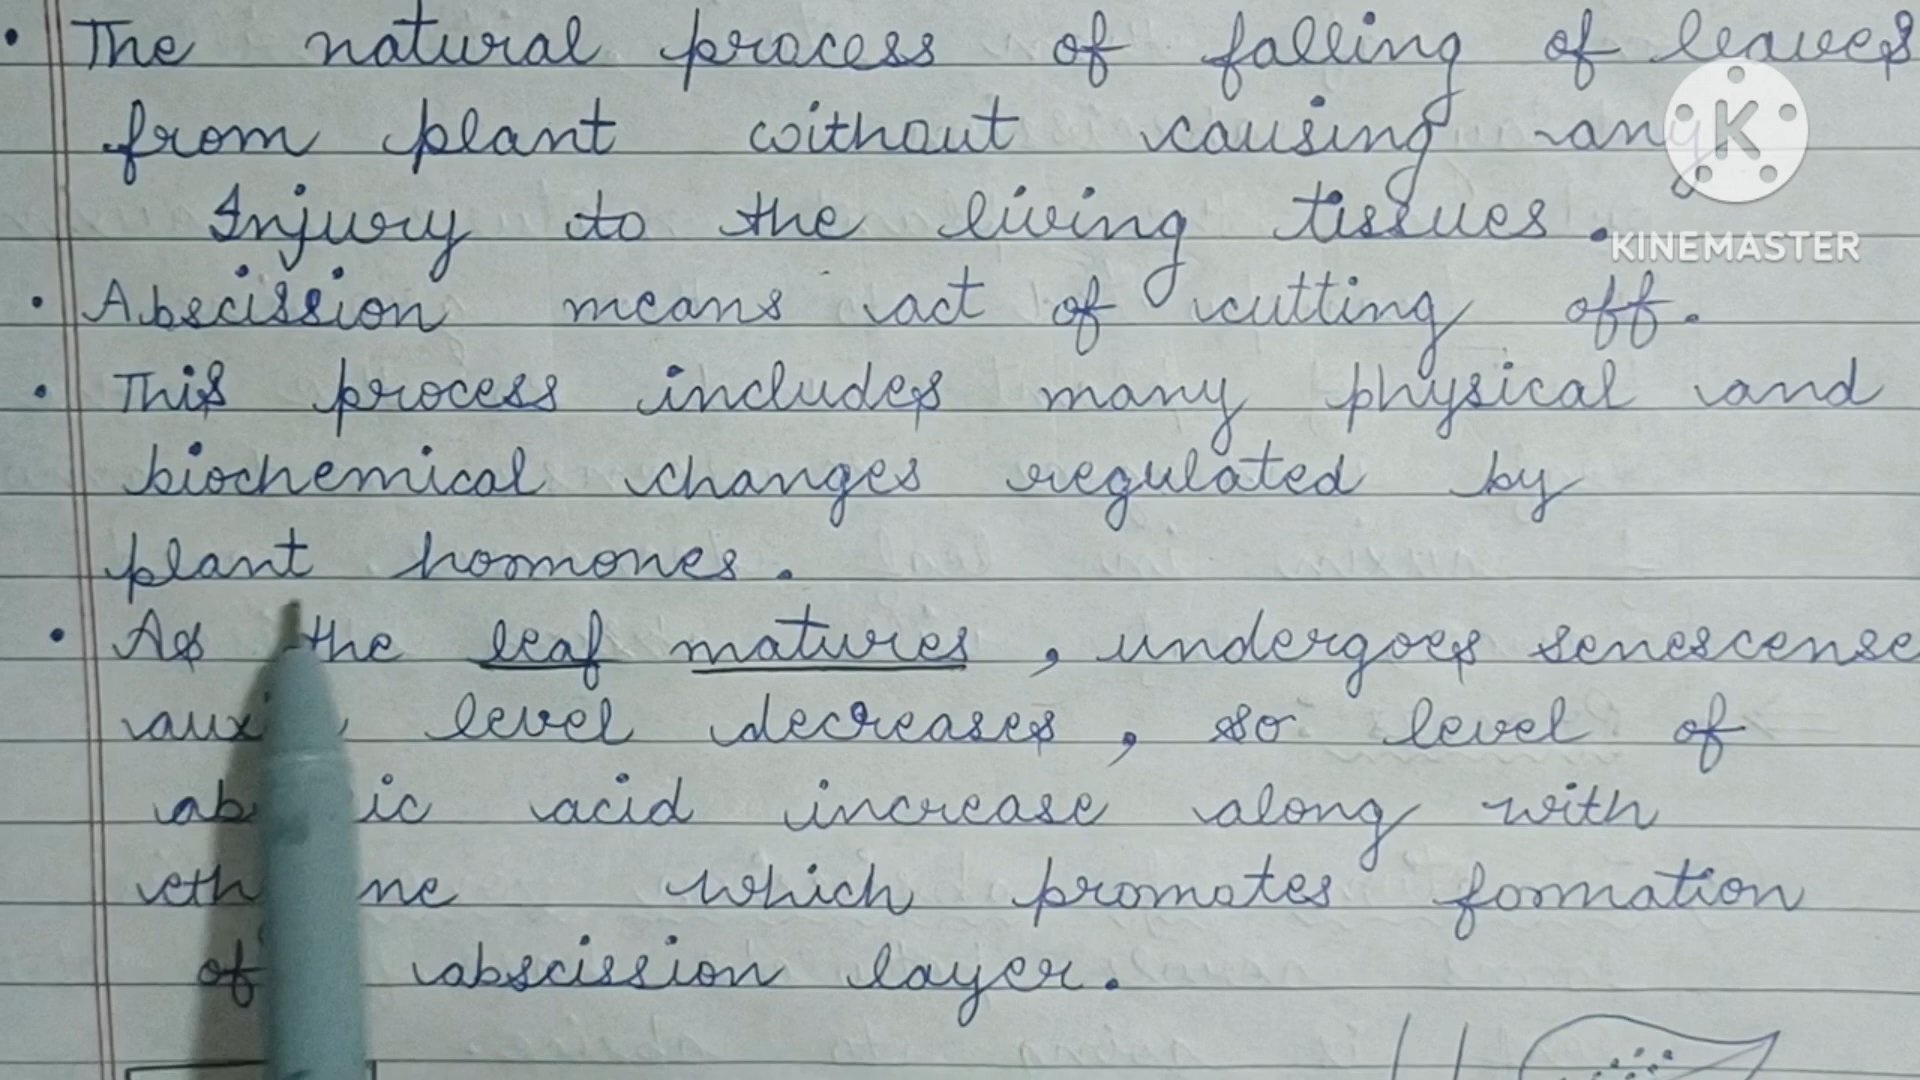 • The natural process of falling of leaves
from plant without causing any
Injury to the living tissues.
• Abscission means act of cutting off.
• This process includes many physical and
biochemical changes regulated by
plant hormones.
• As the leaf matures, undergoes senescense
level decreases, so level of
acid increase along with
which promotes formation
of abscission layer.
K
KINEMASTER